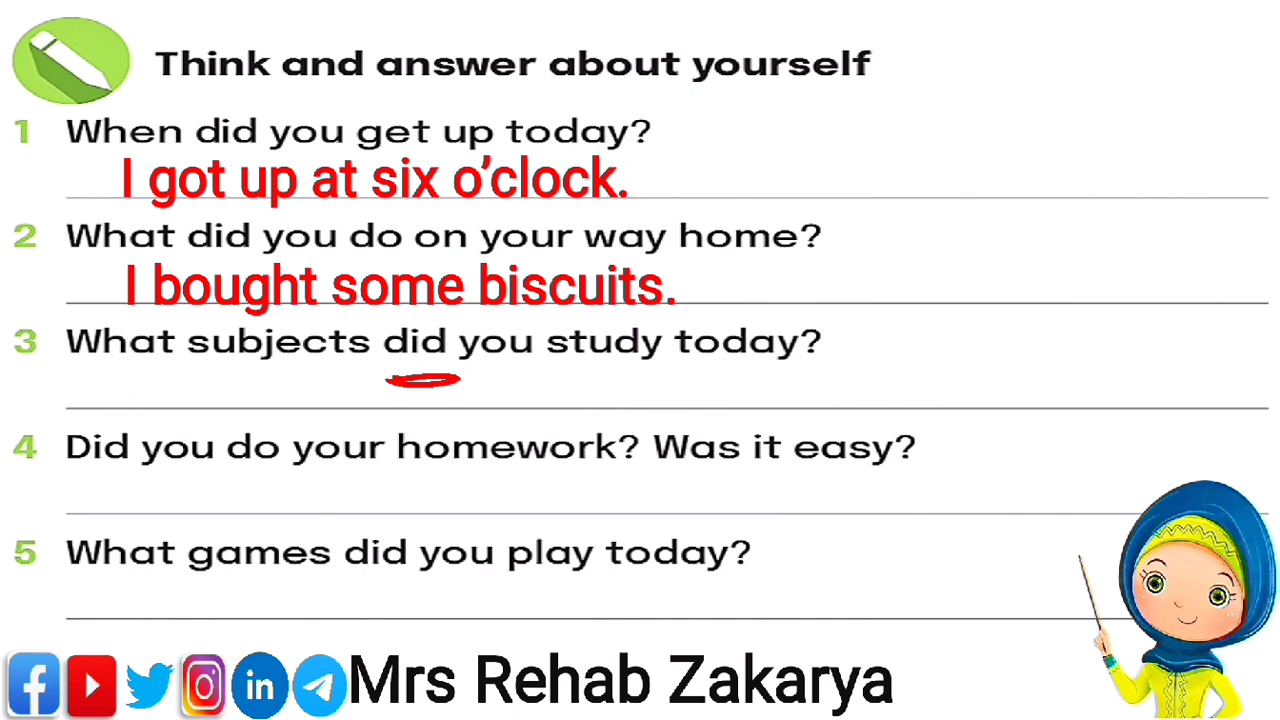 Think and answer about yourself
1 When did you get up today?
I got up at six o’clock.
2 What did you do on your way home?
I bought some biscuits.
3 What subjects did you study today?
4 Did you do your homework? Was it easy?
5 What games did you play today?
Mrs Rehab Zakarya